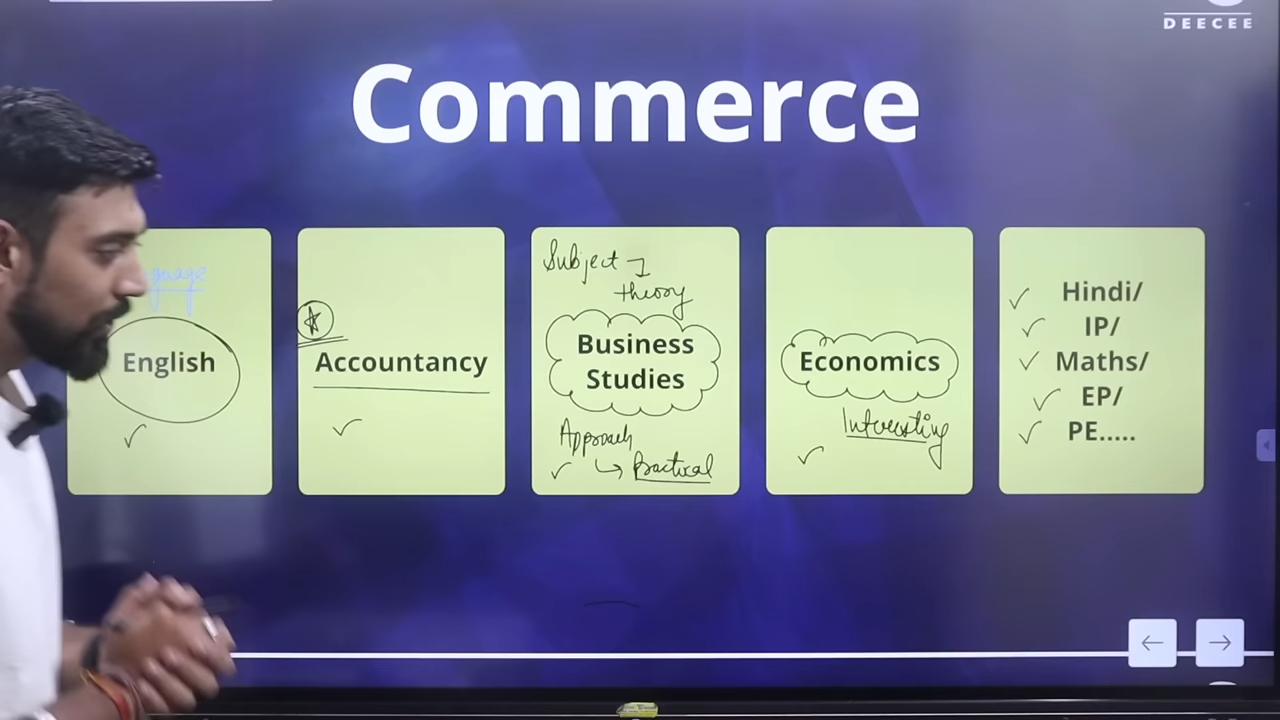 DEECEE
Commerce
English
Accountancy
Subject
theory
Business
Studies
Approach
Practical
Economics
Interesting
Hindi/
IP/
Maths/
EP/
PE.....